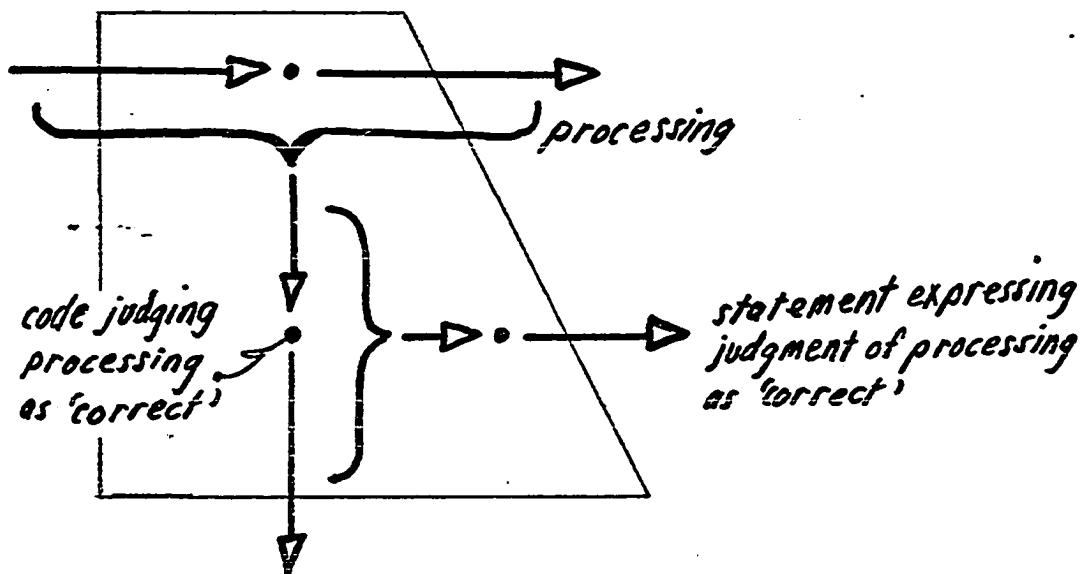 processing
code judging
processing
as 'correct'
statement expressing
judgment of processing
as 'correct'